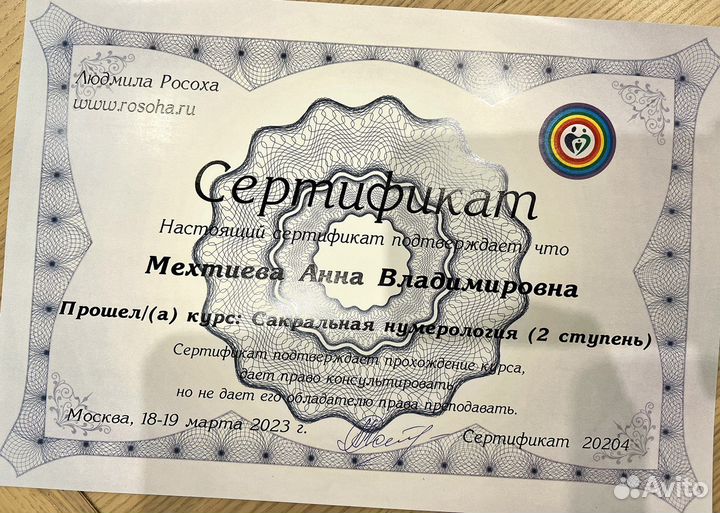 Людмила Росоха
www.rosoha.ru
Сертификат
Настоящий сертификат подтверждает, что
Мехтиева Анна Владимировна
Прошел/(а) курс: Сакральная нумерология (2 ступень)
Сертификат подтверждает прохождение курса,
дает право консультировать,
но не дает его обладателю права преподавать.
Москва, 18-19 марта 2023 г.
Сертификат 20204
Avito